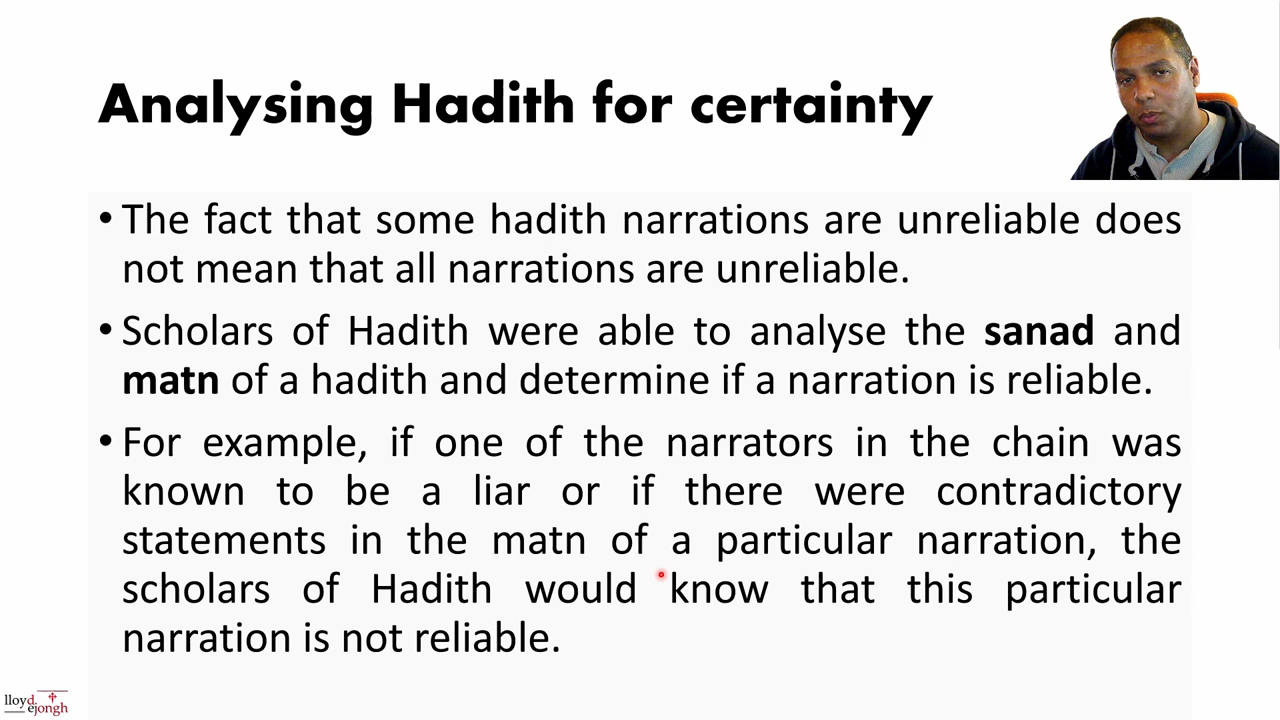 Analysing Hadith for certainty
• The fact that some hadith narrations are unreliable does
not mean that all narrations are unreliable.
• Scholars of Hadith were able to analyse the sanad and
matn of a hadith and determine if a narration is reliable.
• For example, if one of the narrators in the chain was
known to be a liar or if there were contradictory
statements in the matn of a particular narration, the
scholars of Hadith would know that this particular
narration is not reliable.
lloyd
ejongh